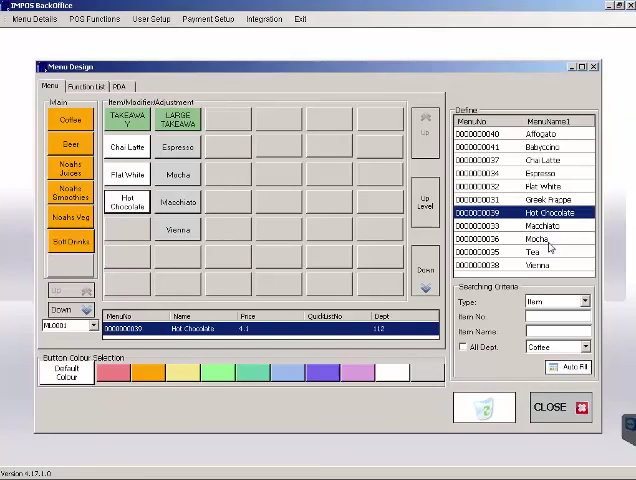 IMPOS BackOffice
Menu Details POS Functions User Setup Payment Setup Integration Exit
Menu Design
Menu Function List PDA
Main
Coffee
Beer
Noahs Juices
Noahs Smoothies
Noahs Veg
Soft Drinks
Up
Down
ML0001
Item/Modifier/Adjustment
TAKEAWAY LARGE TAKEAWA
Chai Latte Espresso
Flat White Mocha
Hot Chocolate Macchiato
Vienna
Up
Up Level
Down
MenuNo Name Price QuickListNo Dept
0000000039 Hot Chocolate 4.1 112
Button Colour Selection
Default Colour
Define
MenuNo MenuName1
0000000040 Affogato
0000000041 Babyccino
0000000037 Chai Latte
0000000034 Espresso
0000000032 Flat White
0000000031 Greek Frappe
0000000039 Hot Chocolate
0000000033 Macchiato
0000000036 Mocha
0000000035 Tea
0000000038 Vienna
Searching Criteria
Type: Item
Item No:
Item Name:
All Dept. Coffee
Auto Fill
CLOSE
Version 4.17.1.0